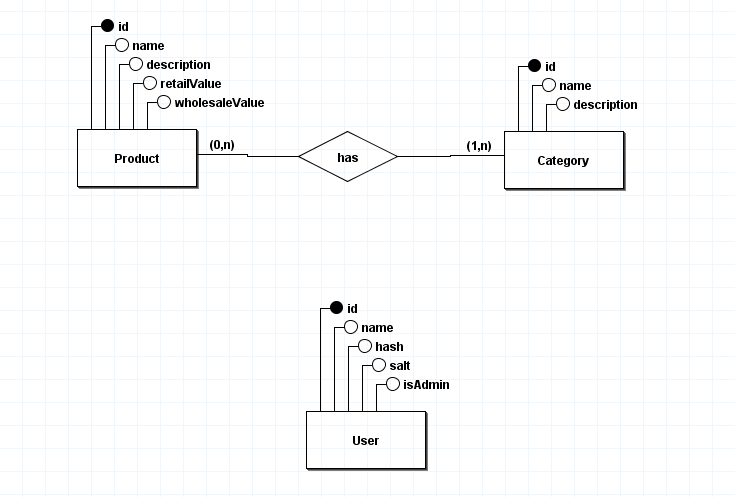 id
name
description
retailValue
wholesaleValue
id
name
description
Product
(0,n)
has
(1,n)
Category
id
name
hash
salt
isAdmin
User